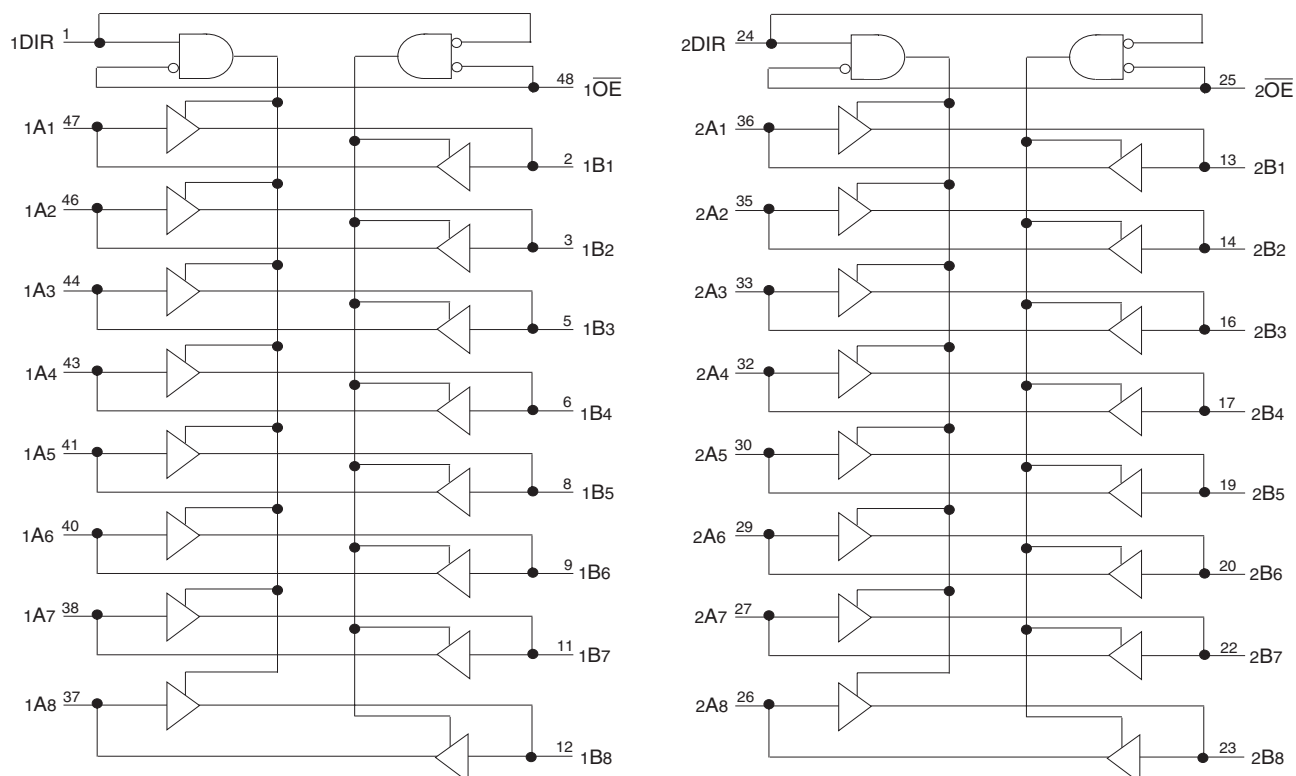 1DIR 1
48 1OE
1A1 47
2 1B1
1A2 46
3 1B2
1A3 44
5 1B3
1A4 43
6 1B4
1A5 41
8 1B5
1A6 40
9 1B6
1A7 38
11 1B7
1A8 37
12 1B8
2DIR 24
25 2OE
2A1 36
13 2B1
2A2 35
14 2B2
2A3 33
16 2B3
2A4 32
17 2B4
2A5 30
19 2B5
2A6 29
20 2B6
2A7 27
22 2B7
2A8 26
23 2B8